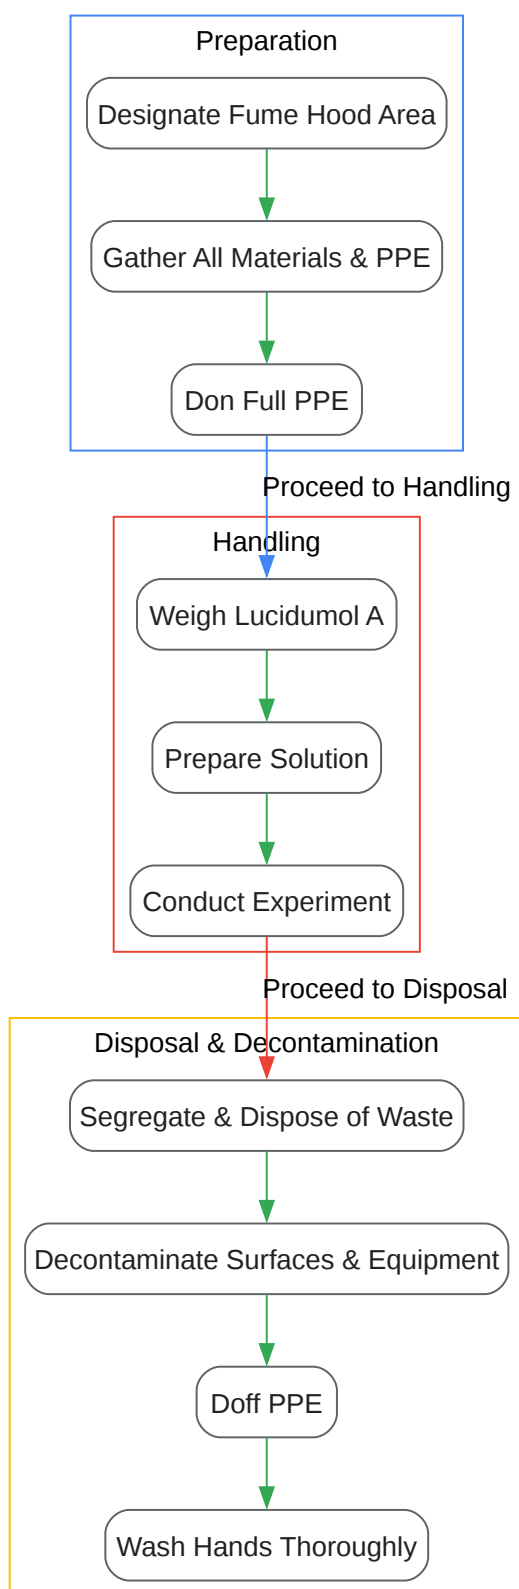 Preparation
Designate Fume Hood Area
Gather All Materials & PPE
Don Full PPE
Proceed to Handling
Handling
Weigh Lucidumol A
Prepare Solution
Conduct Experiment
Proceed to Disposal
Disposal & Decontamination
Segregate & Dispose of Waste
Decontaminate Surfaces & Equipment
Doff PPE
Wash Hands Thoroughly